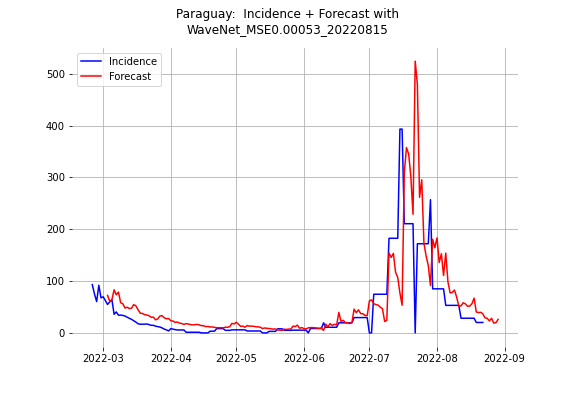 Paraguay:  Incidence + Forecast with
WaveNet_MSE0.00053_20220815
Incidence
Forecast
500
400
300
200
100
0
2022-03 2022-04 2022-05 2022-06 2022-07 2022-08 2022-09